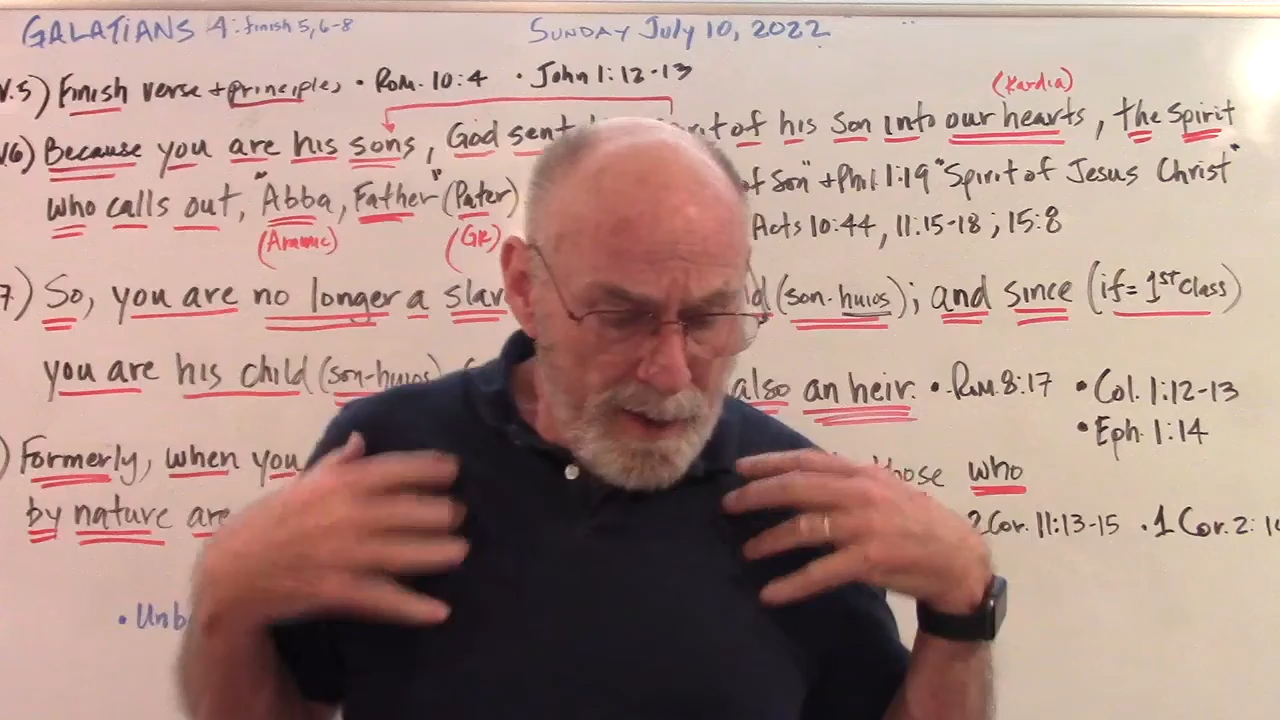 GALATIANS 4: finish 5, 6-8 SUNDAY July 10, 2022
V.5) Finish verse + principles • Rom. 10:4 • John 1:12-13
(Kardia)
V6) Because you are his sons, God sent of his Son into our hearts, the Spirit
who calls out, "Abba, Father" (Pater) of Son" + Phil. 1:19 "Spirit of Jesus Christ"
(Aramaic) (GR) Acts 10:44, 11:15-18; 15:8
7) So, you are no longer a (son-huios); and since (if = 1st class)
you are his child (son-huios) also an heir. • Rom. 8:17 • Col. 1:12-13
• Eph. 1:14
) Formerly, when you those who
by nature are 2 Cor. 11:13-15 • 1 Cor. 2: